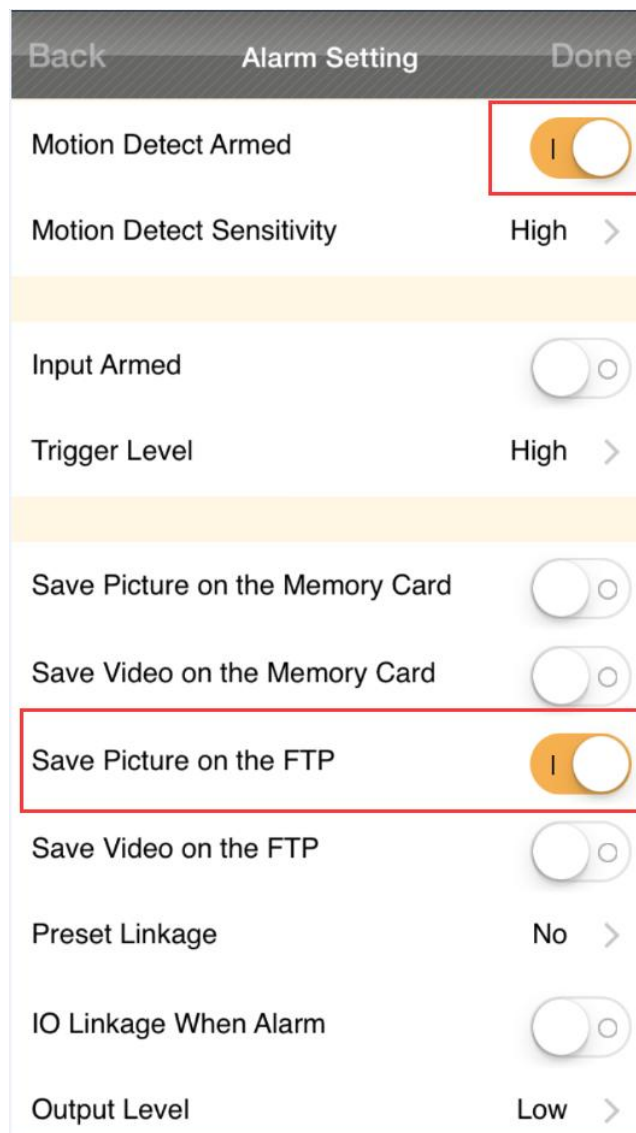 Back Alarm Setting Done
Motion Detect Armed
Motion Detect Sensitivity High
Input Armed
Trigger Level High
Save Picture on the Memory Card
Save Video on the Memory Card
Save Picture on the FTP
Save Video on the FTP
Preset Linkage No
IO Linkage When Alarm
Output Level Low